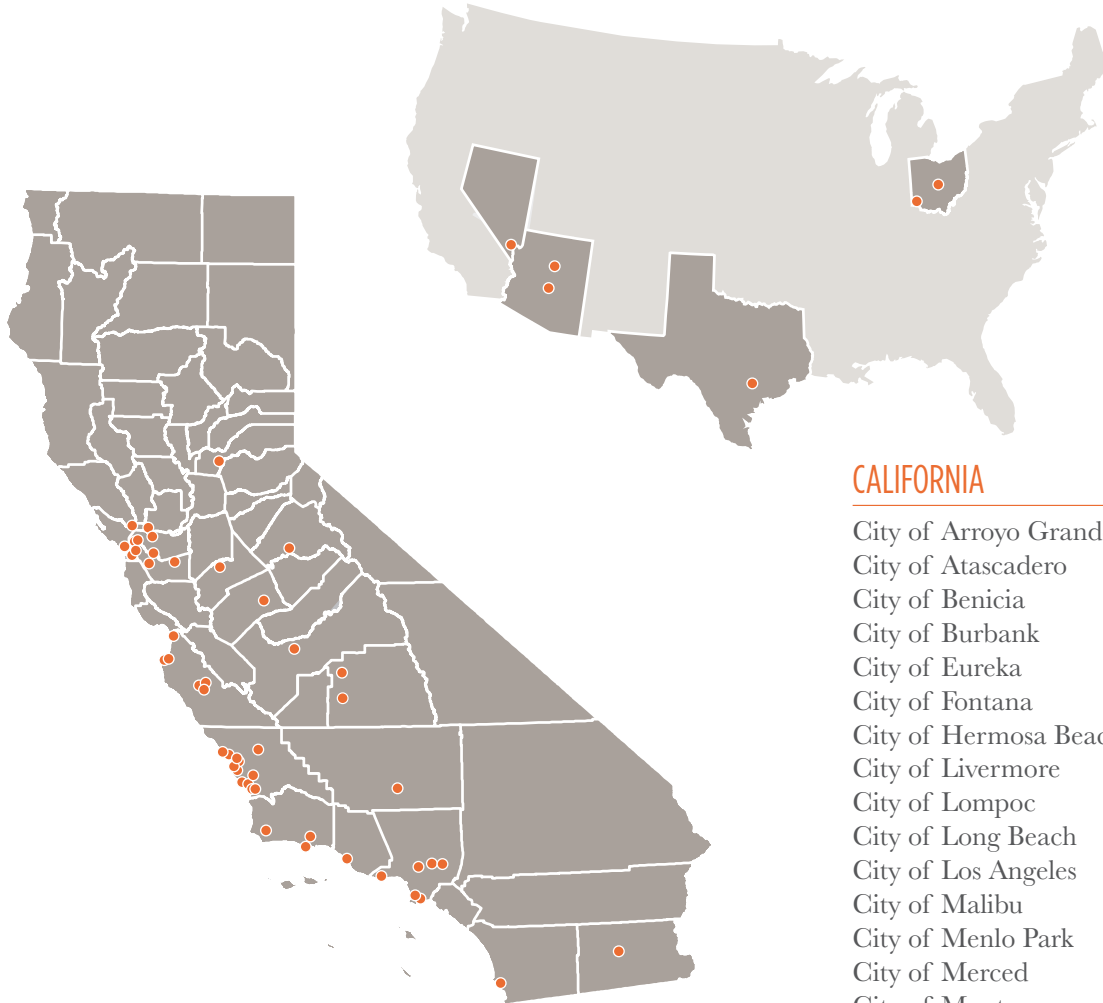 CALIFORNIA
City of Arroyo Grand
City of Atascadero
City of Benicia
City of Burbank
City of Eureka
City of Fontana
City of Hermosa Beac
City of Livermore
City of Lompoc
City of Long Beach
City of Los Angeles
City of Malibu
City of Menlo Park
City of Merced
City of